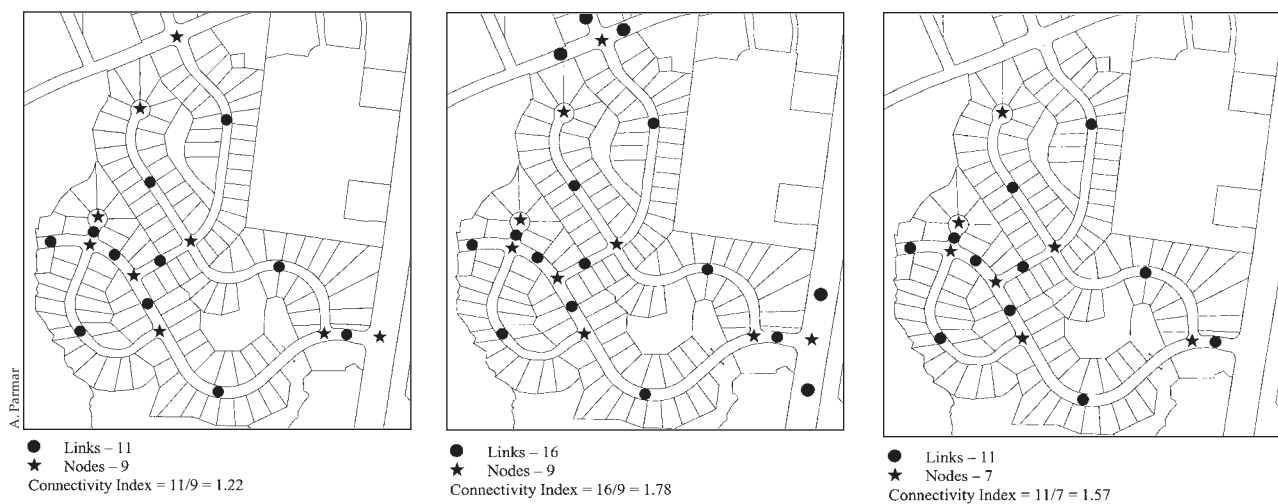 A. Parmar
Links – 11
Nodes – 9
Connectivity Index = 11/9 = 1.22
Links – 16
Nodes – 9
Connectivity Index = 16/9 = 1.78
Links – 11
Nodes – 7
Connectivity Index = 11/7 = 1.57